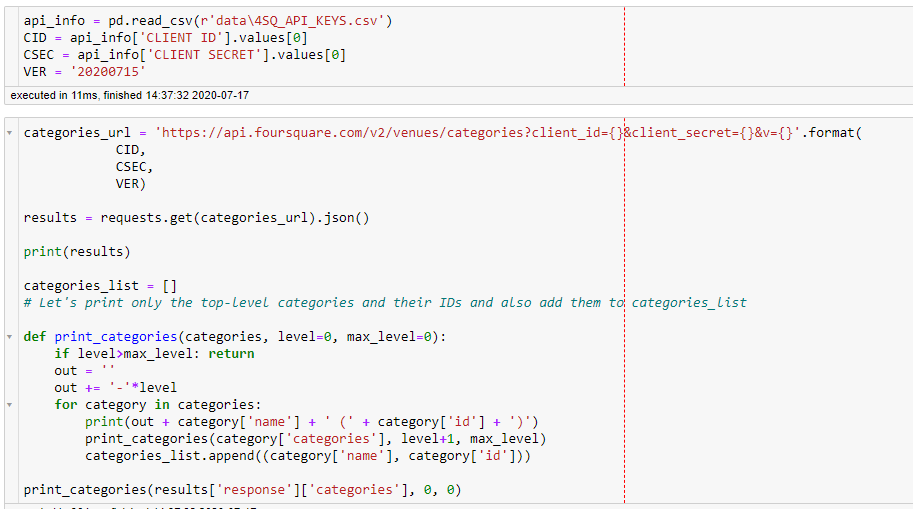 api_info = pd.read_csv(r'data\4SQ_API_KEYS.csv')
CID = api_info['CLIENT ID'].values[0]
CSEC = api_info['CLIENT SECRET'].values[0]
VER = '20200715'
executed in 11ms, finished 14:37:32 2020-07-17
categories_url = 'https://api.foursquare.com/v2/venues/categories?client_id={}&client_secret={}&v={}'.format(
            CID,
            CSEC,
            VER)
results = requests.get(categories_url).json()
print(results)
categories_list = []
# Let's print only the top-level categories and their IDs and also add them to categories_list
def print_categories(categories, level=0, max_level=0):
    if level>max_level: return
    out = ''
    out += '-'*level
    for category in categories:
        print(out + category['name'] + ' (' + category['id'] + ')')
        print_categories(category['categories'], level+1, max_level)
        categories_list.append((category['name'], category['id']))
print_categories(results['response']['categories'], 0, 0)